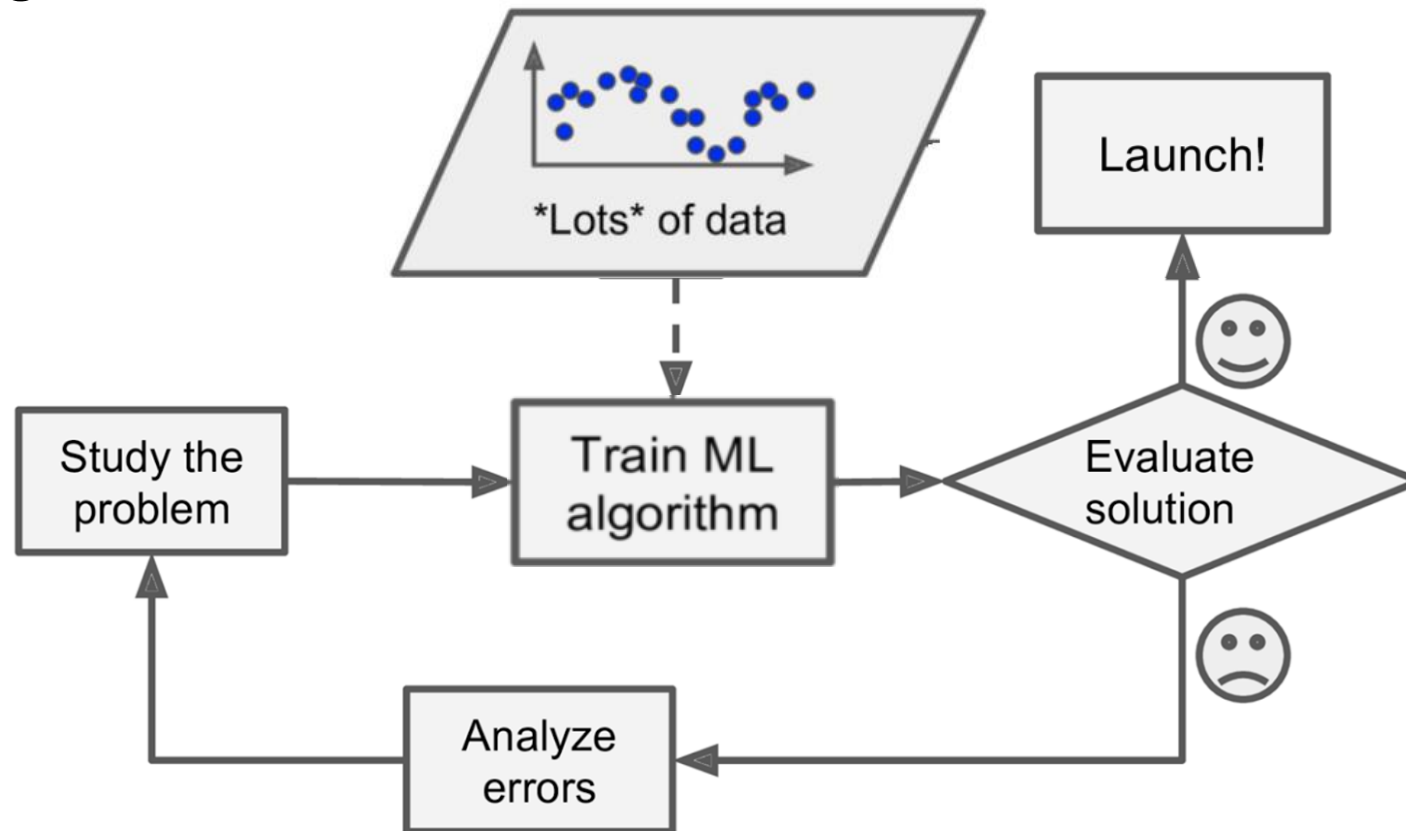 *Lots* of data
Launch!
Study the
problem
Train ML
algorithm
Evaluate
solution
Analyze
errors